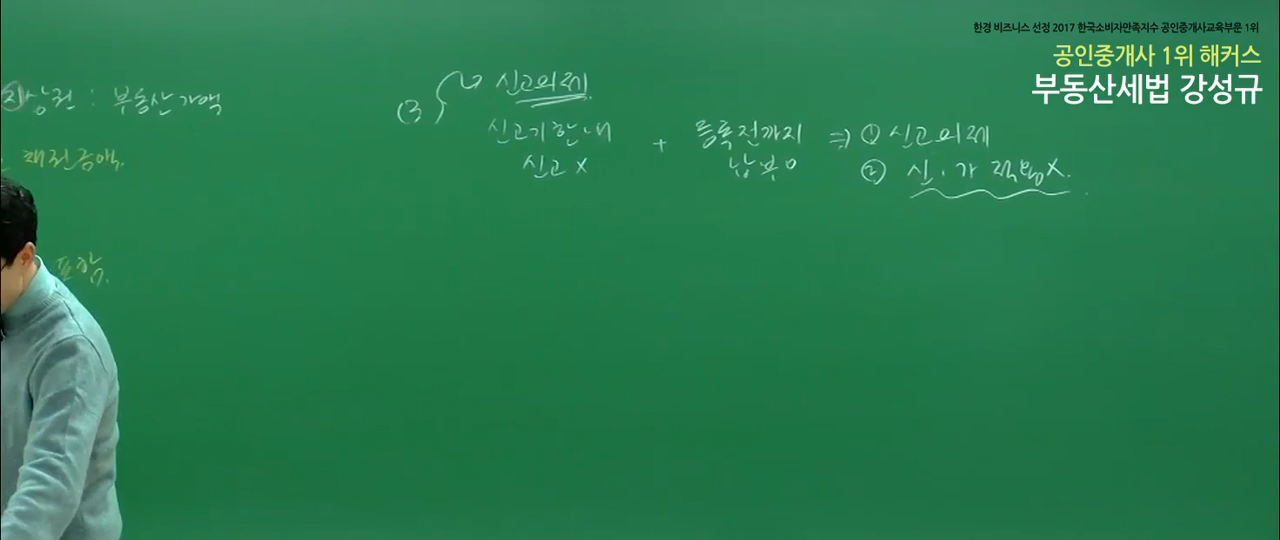 한경 비즈니스 선정 2017 한국소비자만족지수 공인중개사교육부문 1위
공인중개사 1위 해커스
부동산세법 강성규
지상권 : 부동산가액
채권금액.
포함.
(3) 신고의제
신고기한내 + 등록전까지 ⇒ ① 신고의제
신고 X 납부 O ② 신·가 적용X.